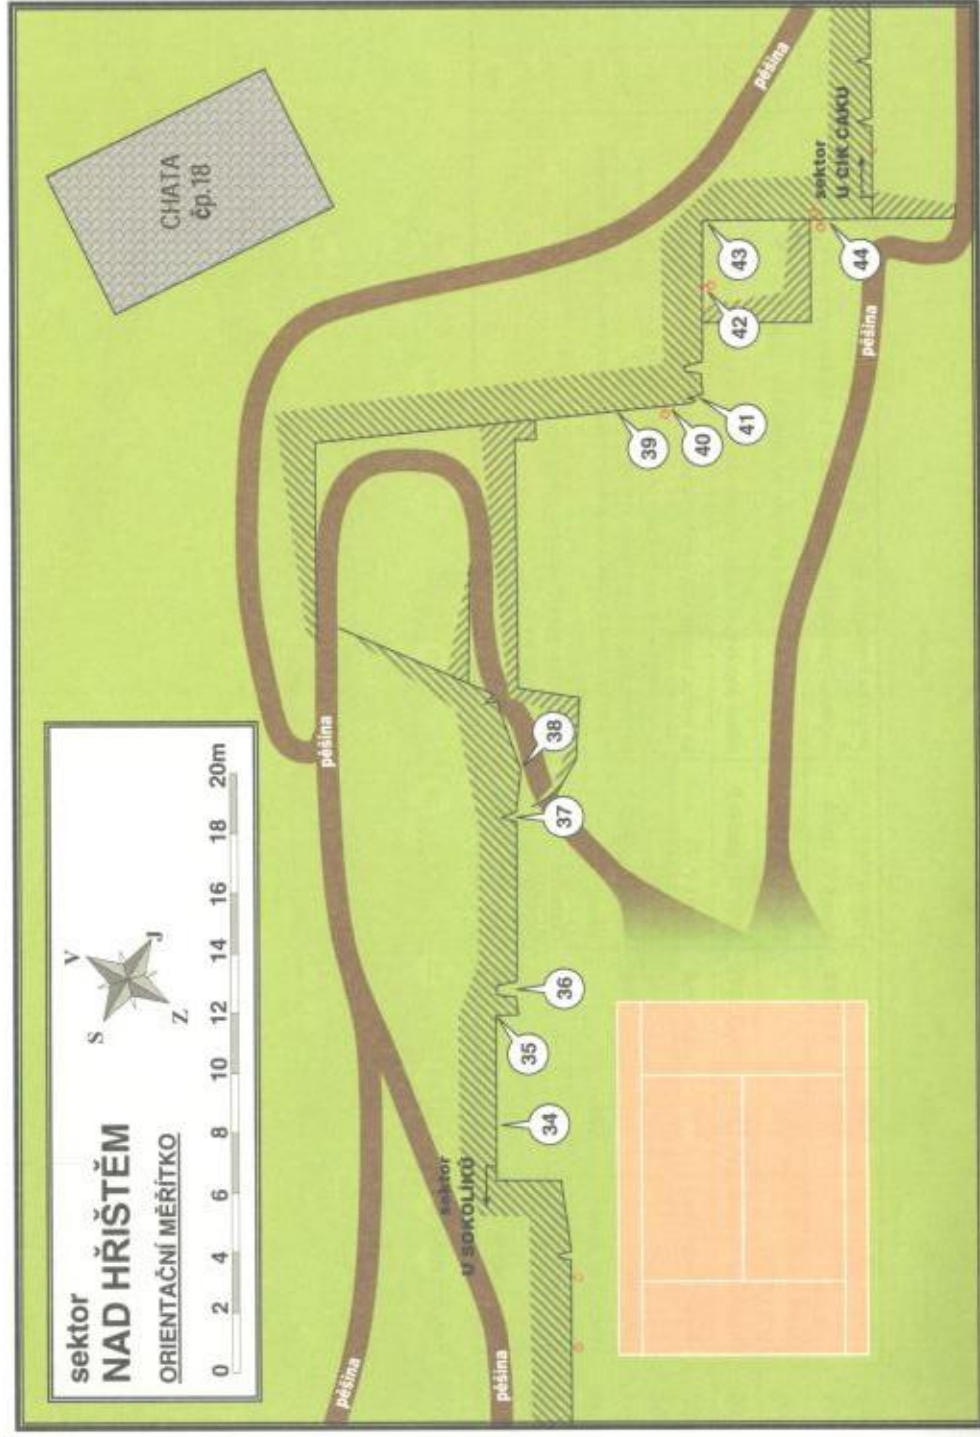 sektor
NAD HŘIŠTĚM
ORIENTAČNÍ MĚŘÍTKO
0 2 4 6 8 10 12 14 16 18 20m
S
V
J
Z
CHATA
čp.18
pěšina
pěšina
pěšina
pěšina
pěšina
sektor
U SOKOLÍKŮ
sektor
U CIK CAKU
34
35
36
37
38
39
40
41
42
43
44